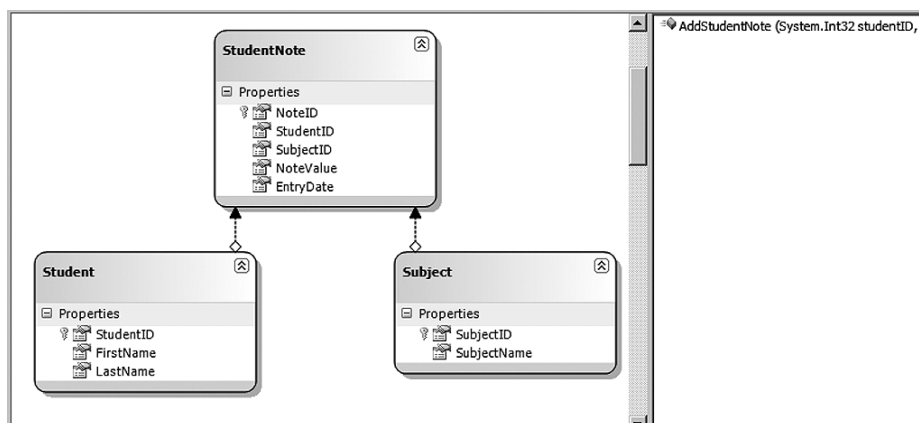 StudentNote
Properties
NoteID
StudentID
SubjectID
NoteValue
EntryDate
Student
Properties
StudentID
FirstName
LastName
Subject
Properties
SubjectID
SubjectName
AddStudentNote (System.Int32 studentID,